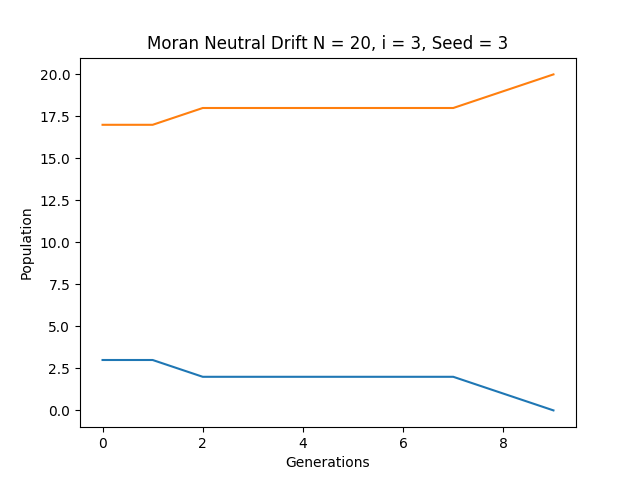 Moran Neutral Drift N = 20, i = 3, Seed = 3
20.0
17.5
15.0
12.5
10.0
7.5
5.0
2.5
0.0
Population
0 2 4 6 8
Generations